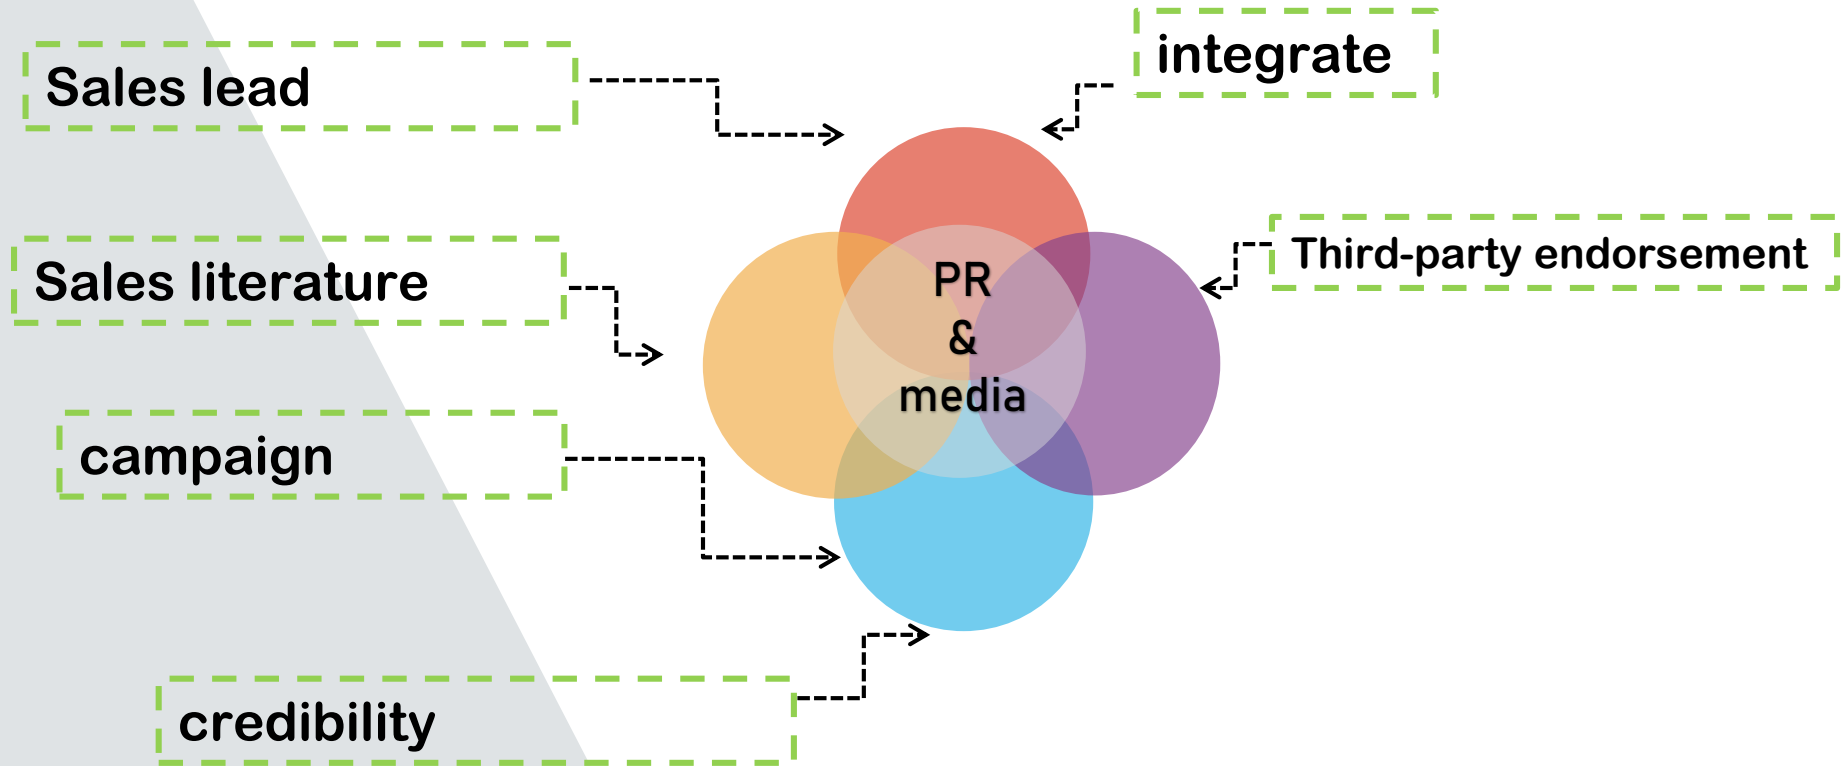 Sales lead
integrate
Sales literature
Third-party endorsement
PR
&
media
campaign
credibility